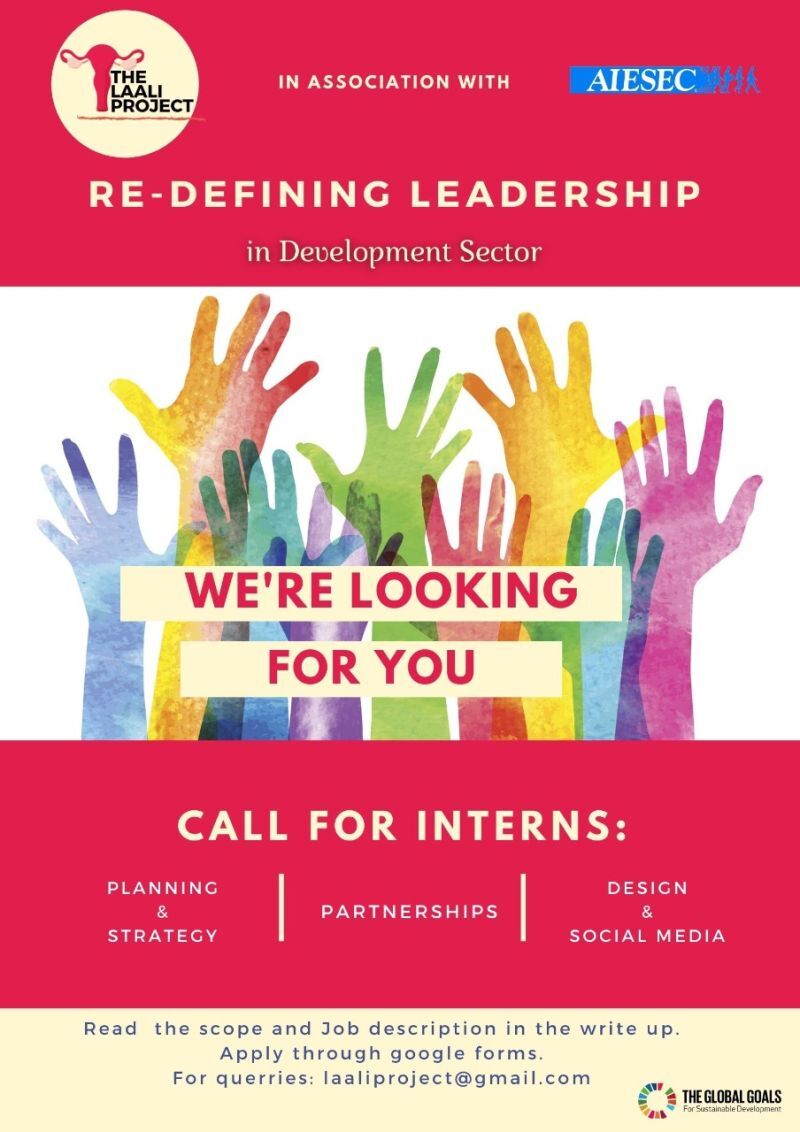 THE
LAALI
PROJECT
IN ASSOCIATION WITH
AIESEC
RE-DEFINING LEADERSHIP
in Development Sector
WE'RE LOOKING
FOR YOU
CALL FOR INTERNS:
PLANNING
&
STRATEGY
PARTNERSHIPS
DESIGN
&
SOCIAL MEDIA
Read the scope and Job description in the write up.
Apply through google forms.
For querries: laaliproject@gmail.com
THE GLOBAL GOALS
For Sustainable Development